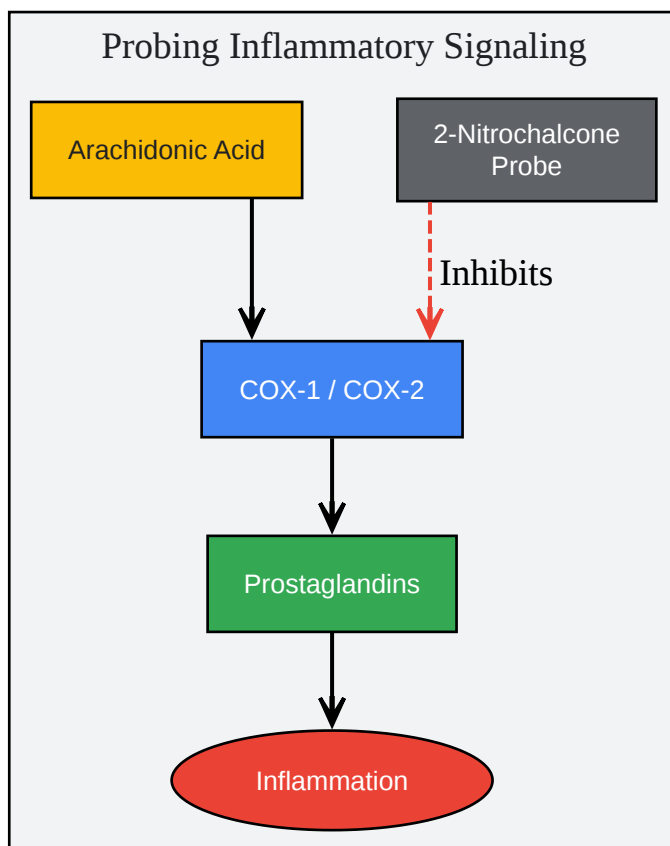 Probing Inflammatory Signaling
Arachidonic Acid
2-Nitrochalcone
Probe
Inhibits
COX-1 / COX-2
Prostaglandins
Inflammation